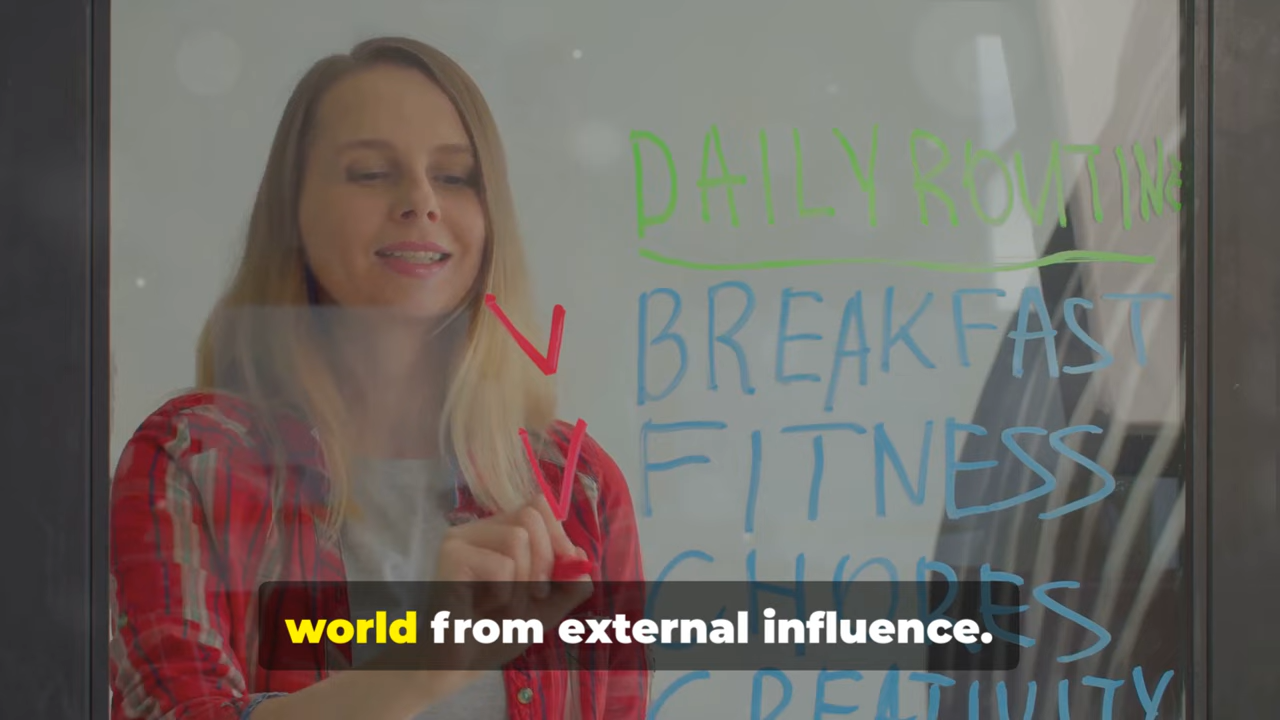 DAILY ROUTINE
BREAKFAST
FITNESS
CHORES
CREATIVITY
world from external influence.